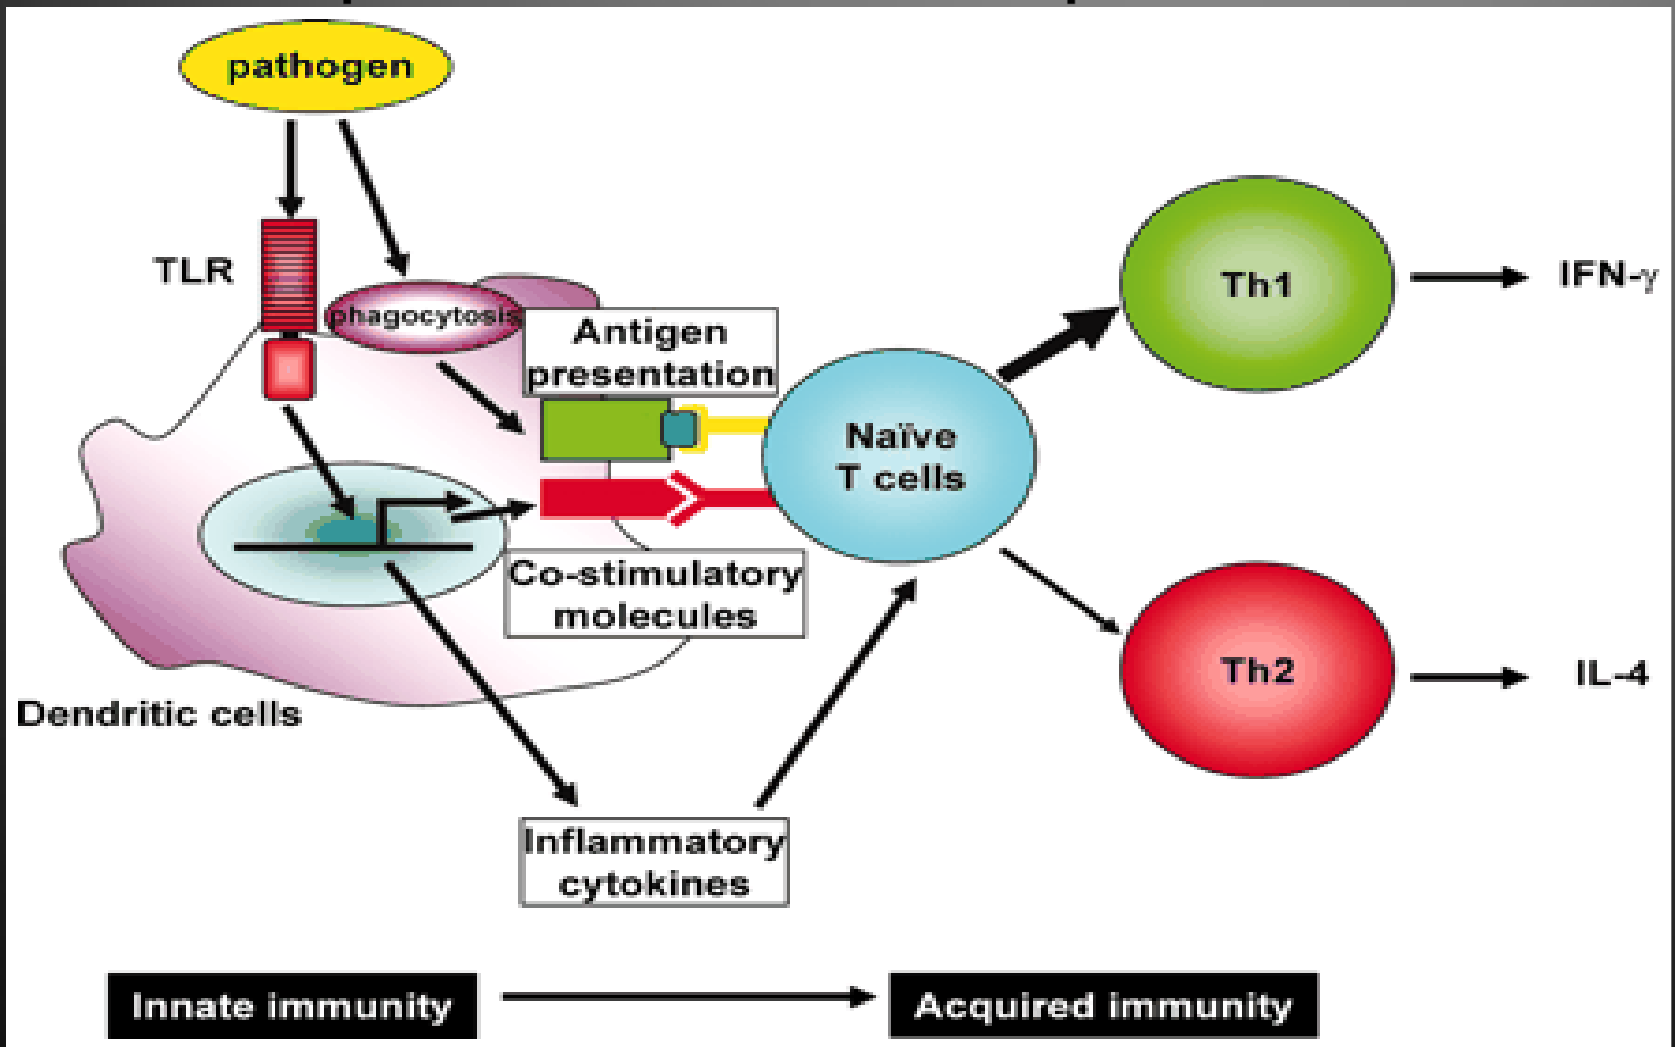 pathogen
TLR
phagocytosis
Antigen
presentation
Naïve
T cells
Co-stimulatory
molecules
Dendritic cells
Inflammatory
cytokines
Th1
IFN-γ
Th2
IL-4
Innate immunity
Acquired immunity